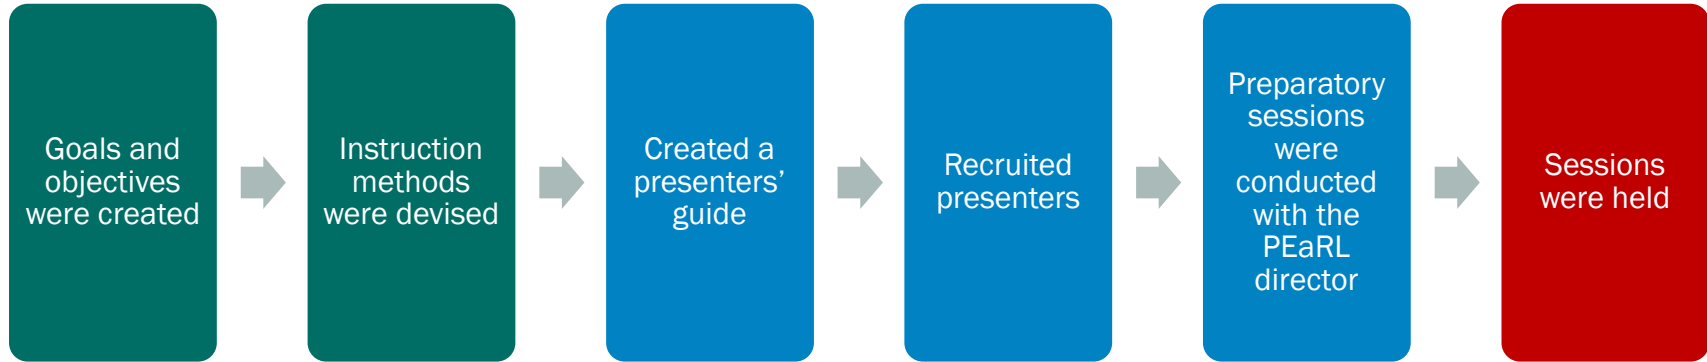 Goals and
objectives
were created
Instruction
methods
were devised
Created a
presenters’
guide
Recruited
presenters
Preparatory
sessions
were
conducted
with the
PEaRL
director
Sessions
were held